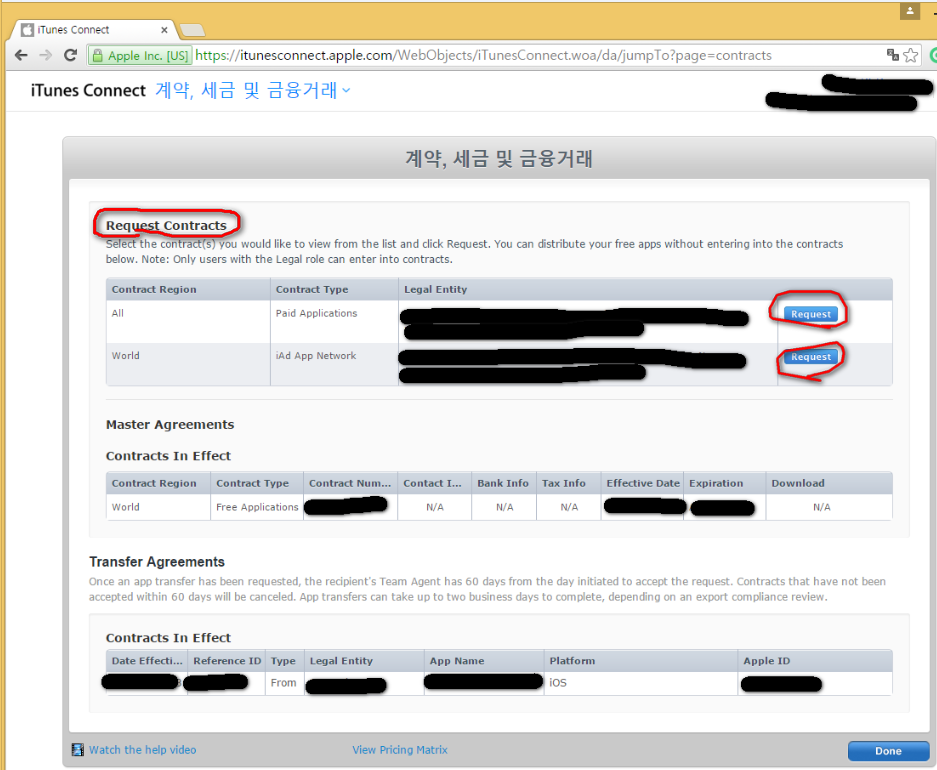 iTunes Connect
Apple Inc. [US] https://itunesconnect.apple.com/WebObjects/iTunesConnect.woa/da/jumpTo?page=contracts
iTunes Connect 계약, 세금 및 금융거래
계약, 세금 및 금융거래
Request Contracts
Select the contract(s) you would like to view from the list and click Request. You can distribute your free apps without entering into the contracts
below. Note: Only users with the Legal role can enter into contracts.
Contract Region Contract Type Legal Entity
All Paid Applications Request
World iAd App Network Request
Master Agreements
Contracts In Effect
Contract Region Contract Type Contract Num... Contact I... Bank Info Tax Info Effective Date Expiration Download
World Free Applications N/A N/A N/A N/A
Transfer Agreements
Once an app transfer has been requested, the recipient's Team Agent has 60 days from the day initiated to accept the request. Contracts that have not been
accepted within 60 days will be canceled. App transfers can take up to two business days to complete, depending on an export compliance review.
Contracts In Effect
Date Effecti... Reference ID Type Legal Entity App Name Platform Apple ID
From iOS
Watch the help video View Pricing Matrix Done